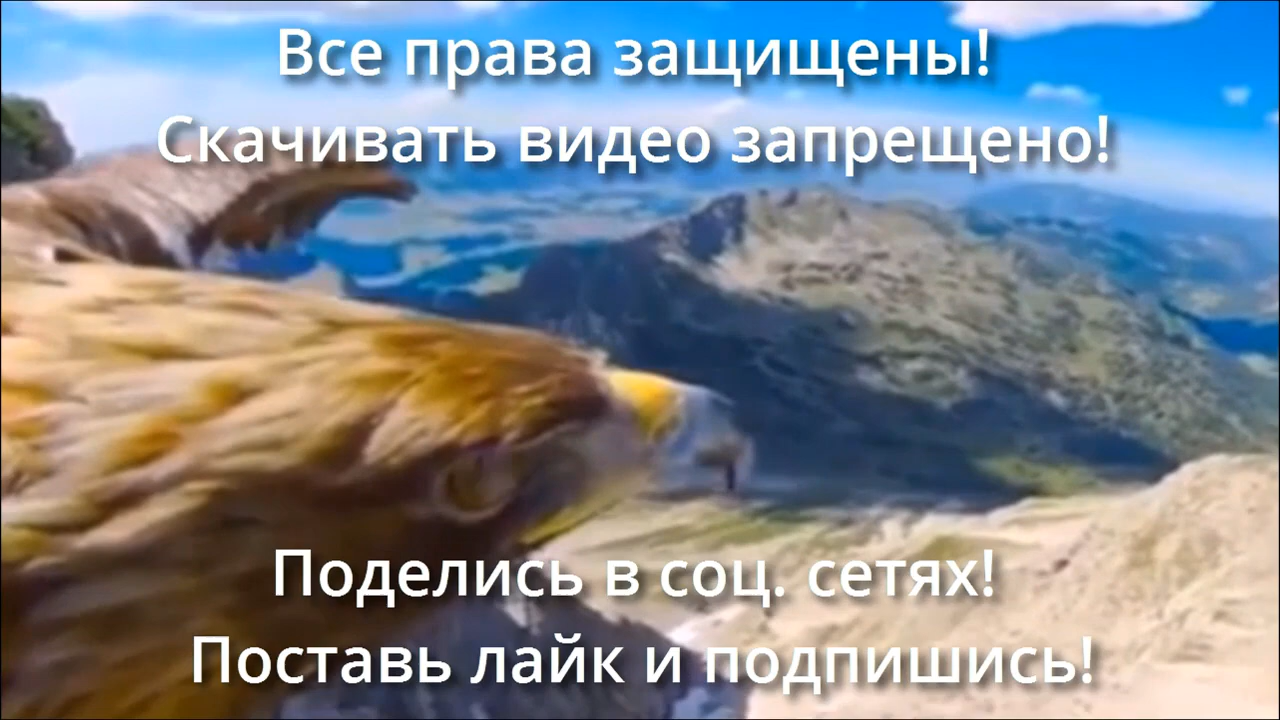 Все права защищены!
Скачивать видео запрещено!
Поделись в соц. сетях!
Поставь лайк и подпишись!